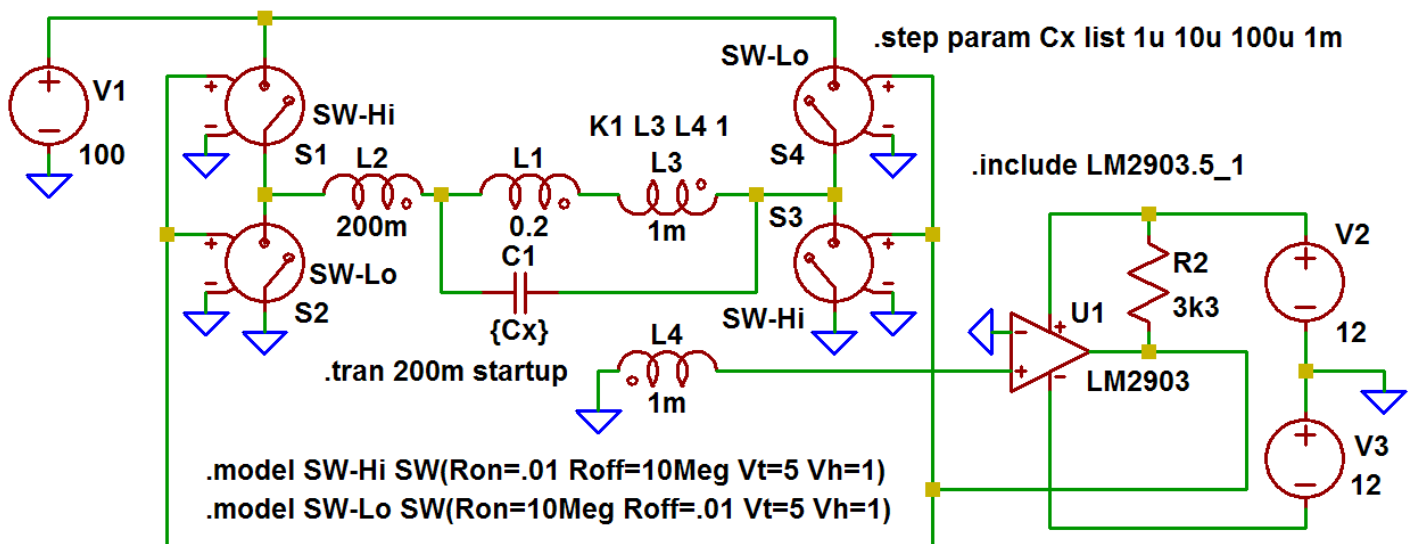 .step param Cx list 1u 10u 100u 1m
SW-Lo
V1
SW-Hi
K1 L3 L4 1
100
S1
L2
L1
L3
S4
.include LM2903.5_1
200m
0.2
1m
S3
V2
SW-Lo
C1
R2
S2
SW-Hi
U1
3k3
{Cx}
L4
12
.tran 200m startup
LM2903
1m
V3
.model SW-Hi SW(Ron=.01 Roff=10Meg Vt=5 Vh=1)
12
.model SW-Lo SW(Ron=10Meg Roff=.01 Vt=5 Vh=1)